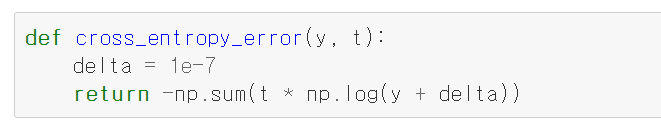 def cross_entropy_error(y, t):
    delta = 1e-7
    return -np.sum(t * np.log(y + delta))